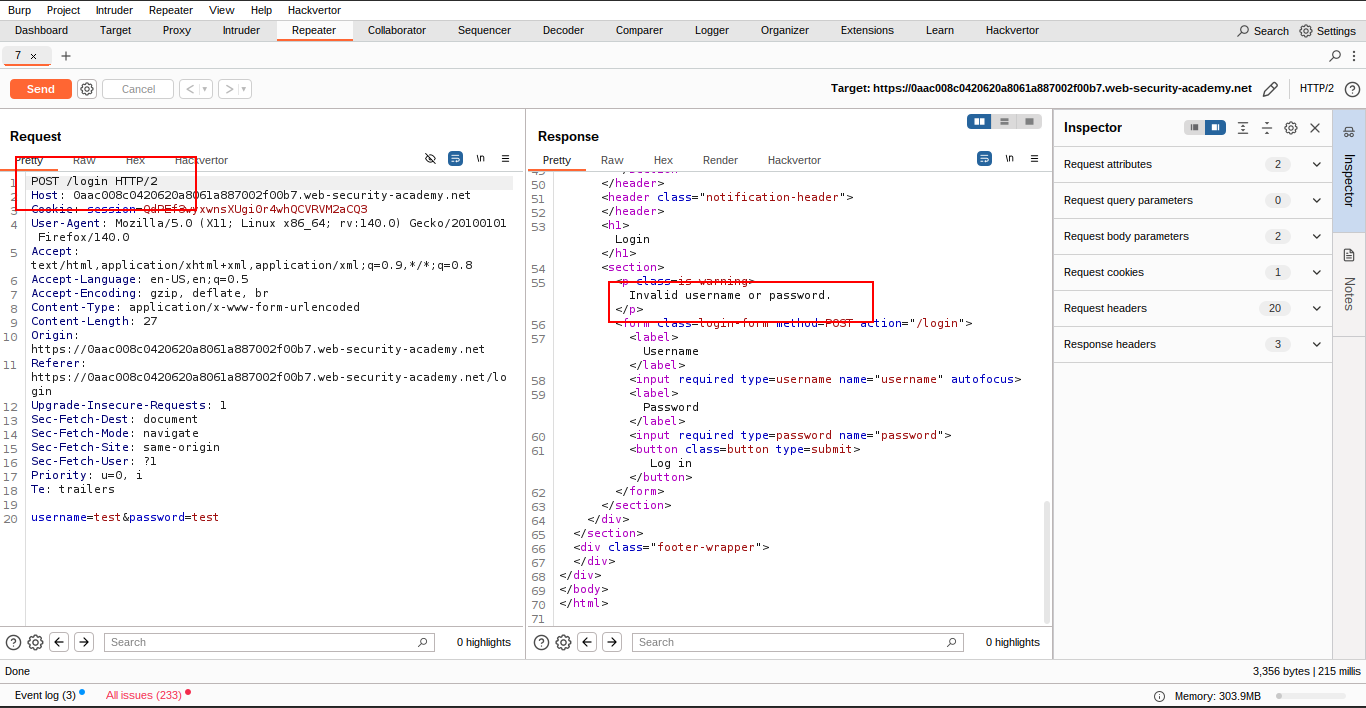 Burp Project Intruder Repeater View Help Hackvertor
Dashboard Target Proxy Intruder Repeater Collaborator Sequencer Decoder Comparer Logger Organizer Extensions Learn Hackvertor Search Settings
7 × +
Send Cancel < > Target: https://0aac008c0420620a8061a887002f00b7.web-security-academy.net HTTP/2
Request
Pretty Raw Hex Hackvertor \n
1 POST /login HTTP/2
2 Host: 0aac008c0420620a8061a887002f00b7.web-security-academy.net
3 Cookie:
4 User-Agent: Mozilla/5.0 (X11; Linux x86_64; rv:140.0) Gecko/20100101
Firefox/140.0
5 Accept:
text/html,application/xhtml+xml,application/xml;q=0.9,*/*;q=0.8
6 Accept-Language: en-US,en;q=0.5
7 Accept-Encoding: gzip, deflate, br
8 Content-Type: application/x-www-form-urlencoded
9 Content-Length: 27
10 Origin:
https://0aac008c0420620a8061a887002f00b7.web-security-academy.net
11 Referer:
https://0aac008c0420620a8061a887002f00b7.web-security-academy.net/lo
gin
12 Upgrade-Insecure-Requests: 1
13 Sec-Fetch-Dest: document
14 Sec-Fetch-Mode: navigate
15 Sec-Fetch-Site: same-origin
16 Sec-Fetch-User: ?1
17 Priority: u=0, i
18 Te: trailers
19
20 username=test&password=test
Search 0 highlights
Response
Pretty Raw Hex Render Hackvertor \n
50 </header>
51 <header class="notification-header">
52 </header>
53 <h1>
Login
</h1>
54 <section>
55 <p class=is-warning>
Invalid username or password.
</p>
56 <form class=login-form method=POST action="/login">
57 <label>
Username
</label>
58 <input required type=username name="username" autofocus>
59 <label>
Password
</label>
60 <input required type=password name="password">
61 <button class=button type=submit>
Log in
</button>
62 </form>
63 </section>
64 </div>
65 </section>
66 <div class="footer-wrapper">
67 </div>
68 </div>
69 </body>
70 </html>
71
Search 0 highlights
Inspector
Request attributes 2
Request query parameters 0
Request body parameters 2
Request cookies 1
Request headers 20
Response headers 3
Inspector
Notes
Done 3,356 bytes | 215 millis
Event log (3) All issues (233) Memory: 303.9MB